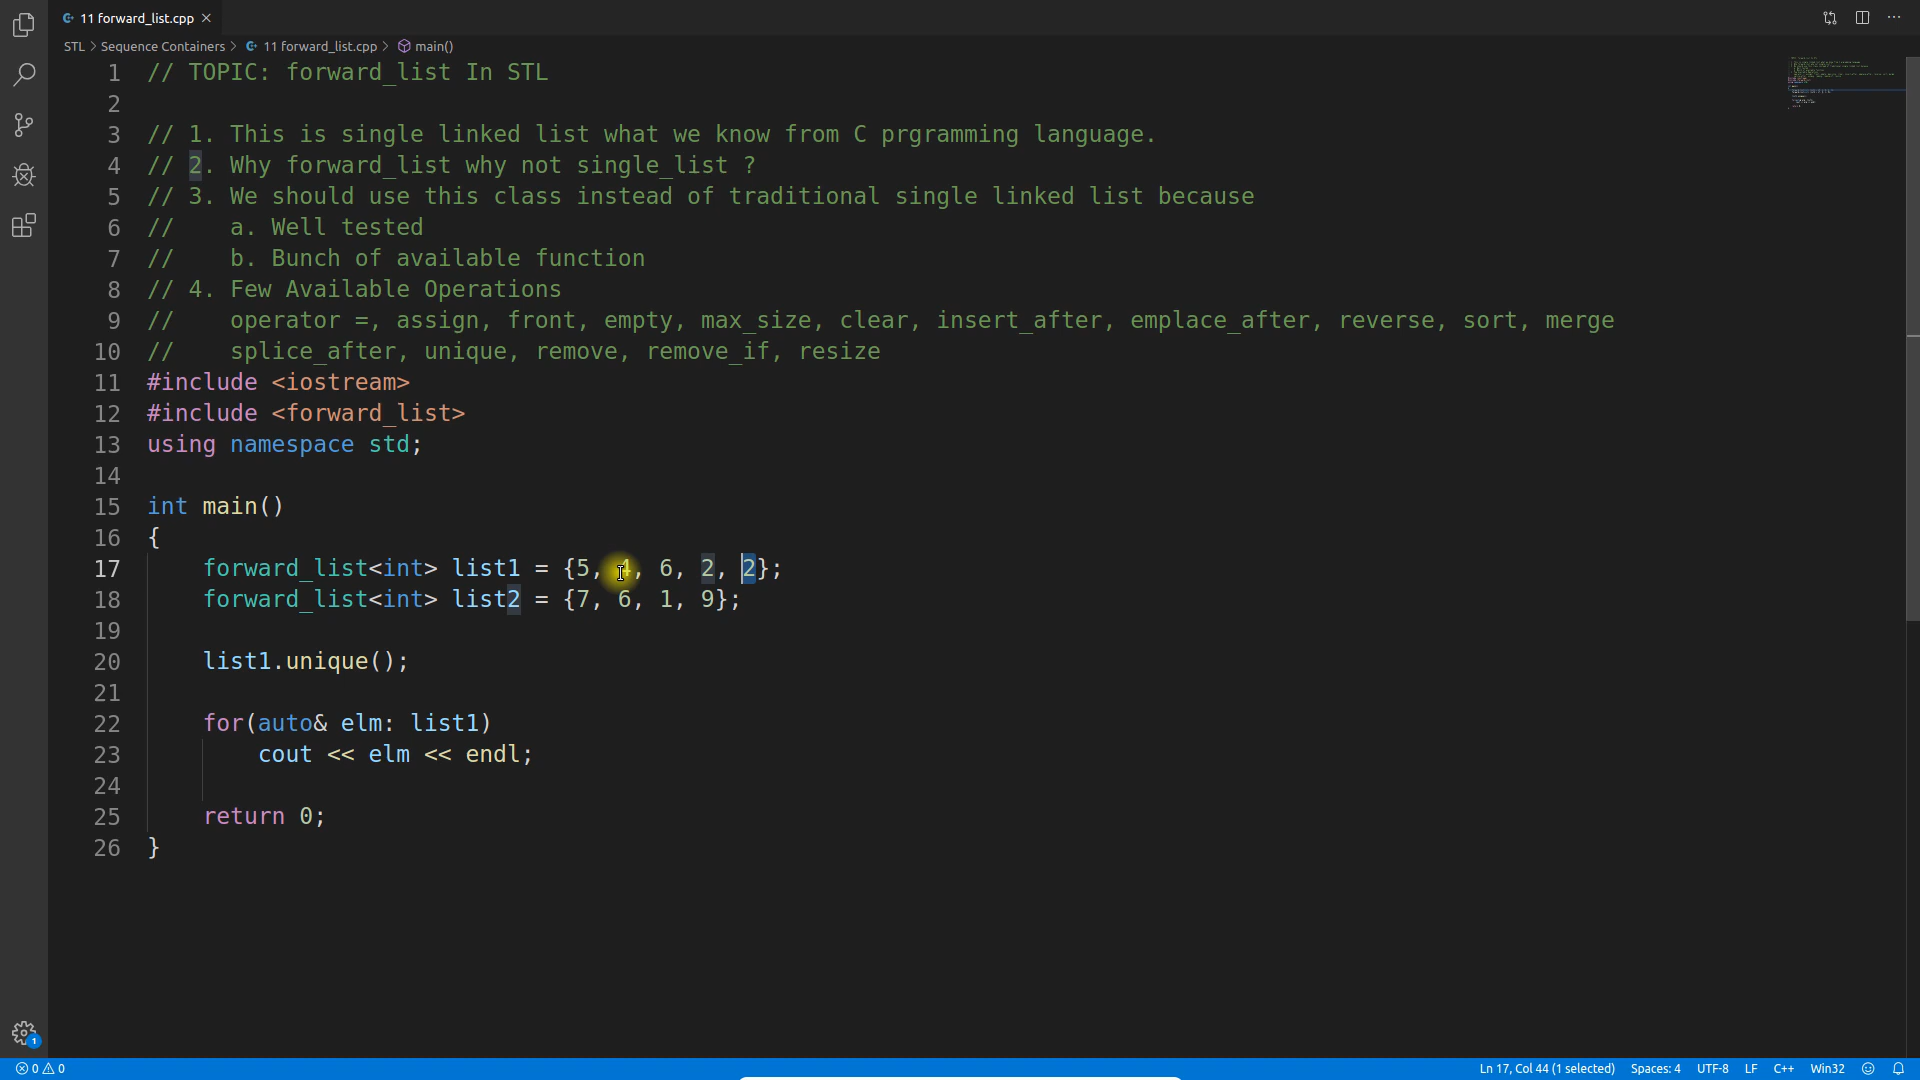 11 forward_list.cpp
STL > Sequence Containers > 11 forward_list.cpp > main()
1 // TOPIC: forward_list In STL
2
3 // 1. This is single linked list what we know from C prgramming language.
4 // 2. Why forward_list why not single_list ?
5 // 3. We should use this class instead of traditional single linked list because
6 //    a. Well tested
7 //    b. Bunch of available function
8 // 4. Few Available Operations
9 //    operator =, assign, front, empty, max_size, clear, insert_after, emplace_after, reverse, sort, merge
10 //    splice_after, unique, remove, remove_if, resize
11 #include <iostream>
12 #include <forward_list>
13 using namespace std;
14
15 int main()
16 {
17     forward_list<int> list1 = {5, 4, 6, 2, 2};
18     forward_list<int> list2 = {7, 6, 1, 9};
19
20     list1.unique();
21
22     for(auto& elm: list1)
23         cout << elm << endl;
24
25     return 0;
26 }
1
0 0 Ln 17, Col 44 (1 selected) Spaces: 4 UTF-8 LF C++ Win32